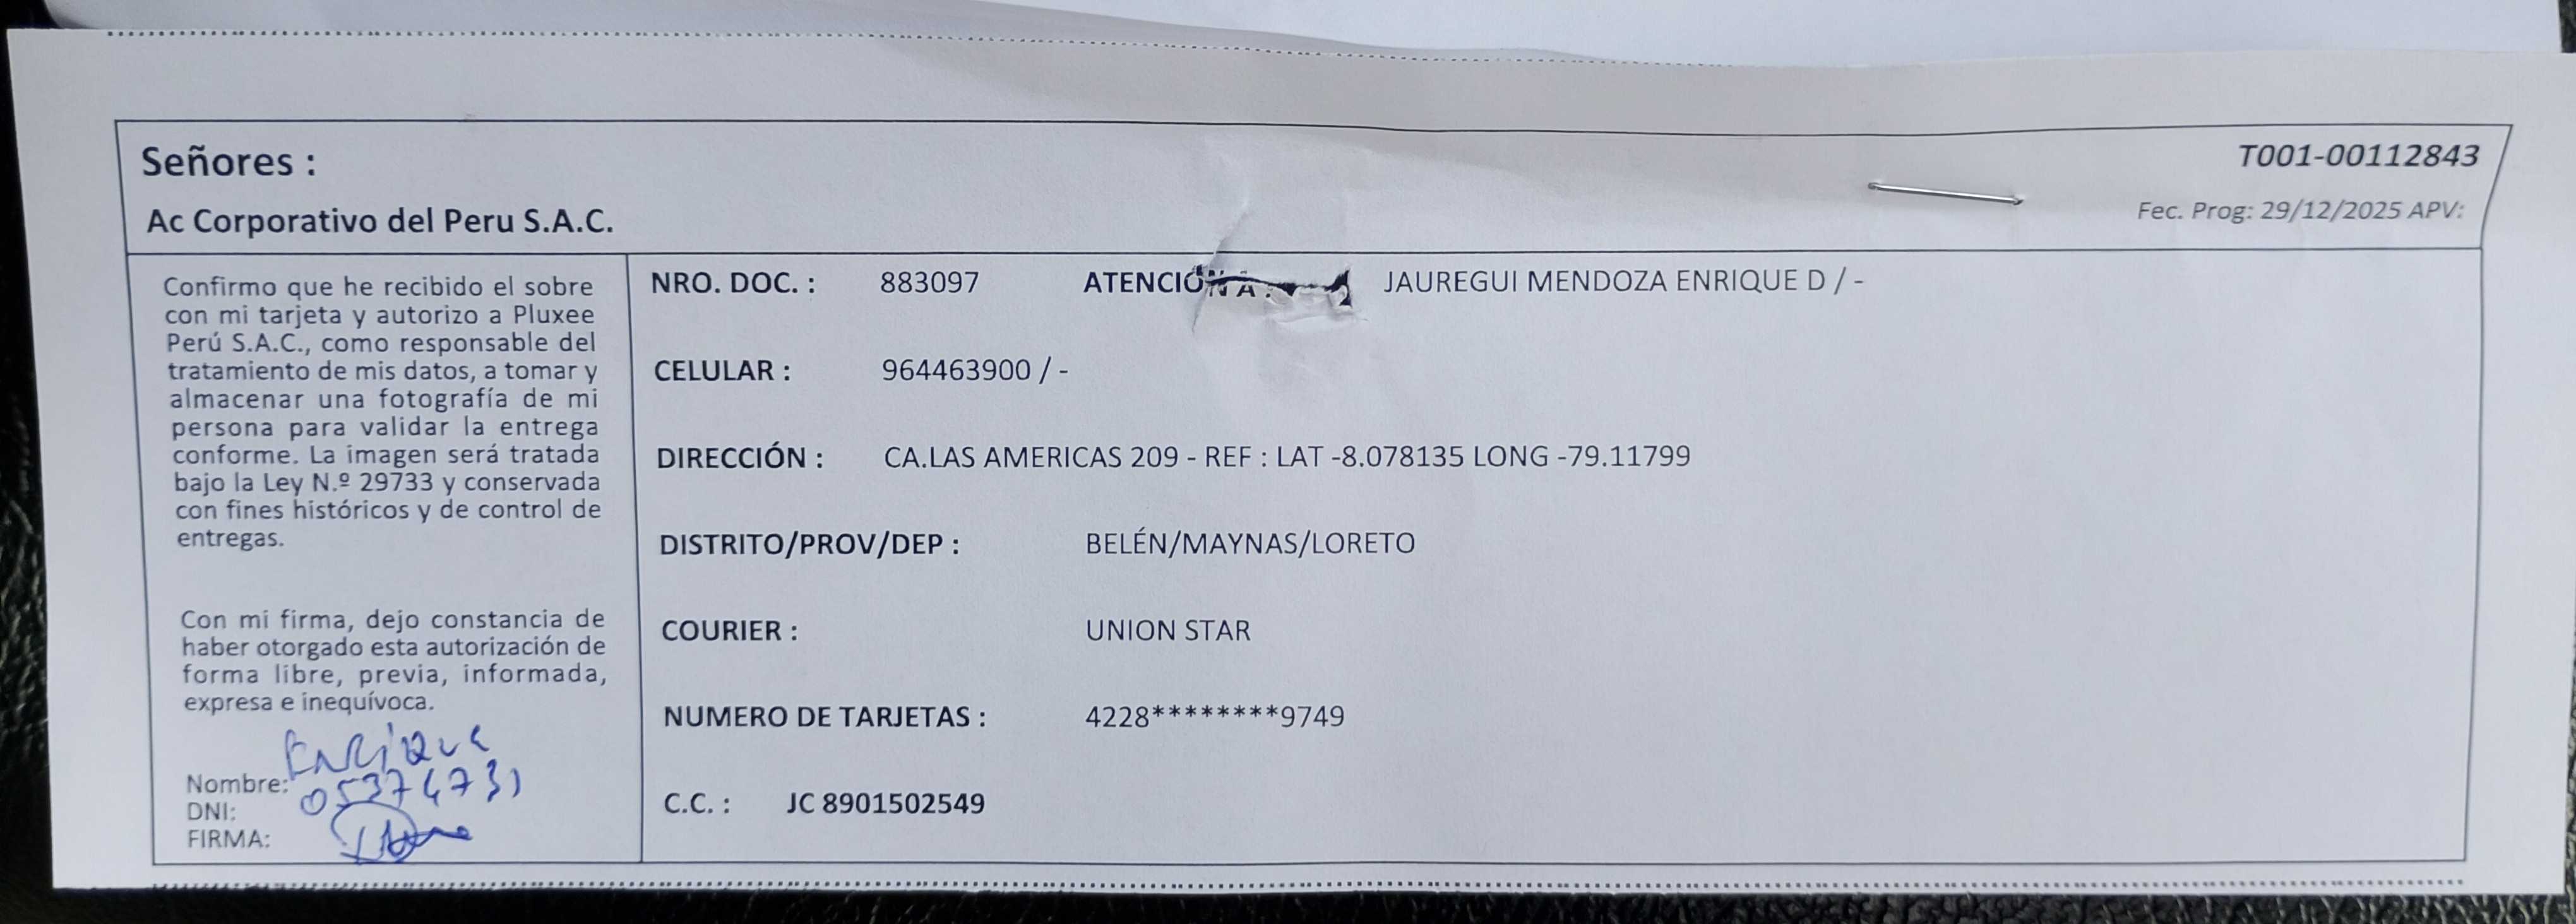 Señores :
T001-00112843
Ac Corporativo del Peru S.A.C.
Fec. Prog: 29/12/2025 APV:
Confirmo que he recibido el sobre
con mi tarjeta y autorizo a Pluxee
Perú S.A.C., como responsable del
tratamiento de mis datos, a tomar y
almacenar una fotografía de mi
persona para validar la entrega
conforme. La imagen será tratada
bajo la Ley N.º 29733 y conservada
con fines históricos y de control de
entregas.
Con mi firma, dejo constancia de
haber otorgado esta autorización de
forma libre, previa, informada,
expresa e inequívoca.
Nombre: Enrique
DNI: 05374731
FIRMA:
NRO. DOC. : 883097 ATENCIÓN A : JAUREGUI MENDOZA ENRIQUE D / -
CELULAR : 964463900 / -
DIRECCIÓN : CA.LAS AMERICAS 209 - REF : LAT -8.078135 LONG -79.11799
DISTRITO/PROV/DEP : BELÉN/MAYNAS/LORETO
COURIER : UNION STAR
NUMERO DE TARJETAS : 4228********9749
C.C. : JC 8901502549